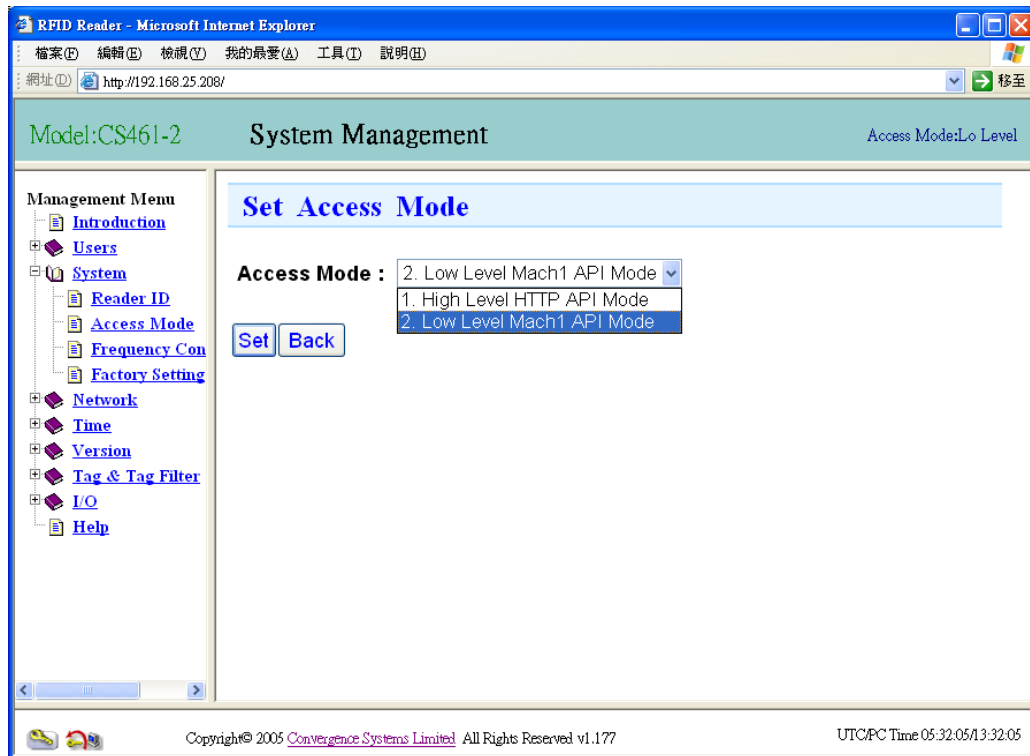 RFID Reader - Microsoft Internet Explorer
檔案(F) 編輯(E) 檢視(V) 我的最愛(A) 工具(T) 說明(H)
網址(D) http://192.168.25.208/ 移至
Model:CS461-2 System Management Access Mode:Lo Level
Management Menu
Introduction
Users
System
Reader ID
Access Mode
Frequency Con
Factory Setting
Network
Time
Version
Tag & Tag Filter
I/O
Help
Set Access Mode
Access Mode : 2. Low Level Mach1 API Mode
1. High Level HTTP API Mode
2. Low Level Mach1 API Mode
Set Back
Copyright© 2005 Convergence Systems Limited All Rights Reserved v1.177 UTC/PC Time 05:32:05/13:32:05